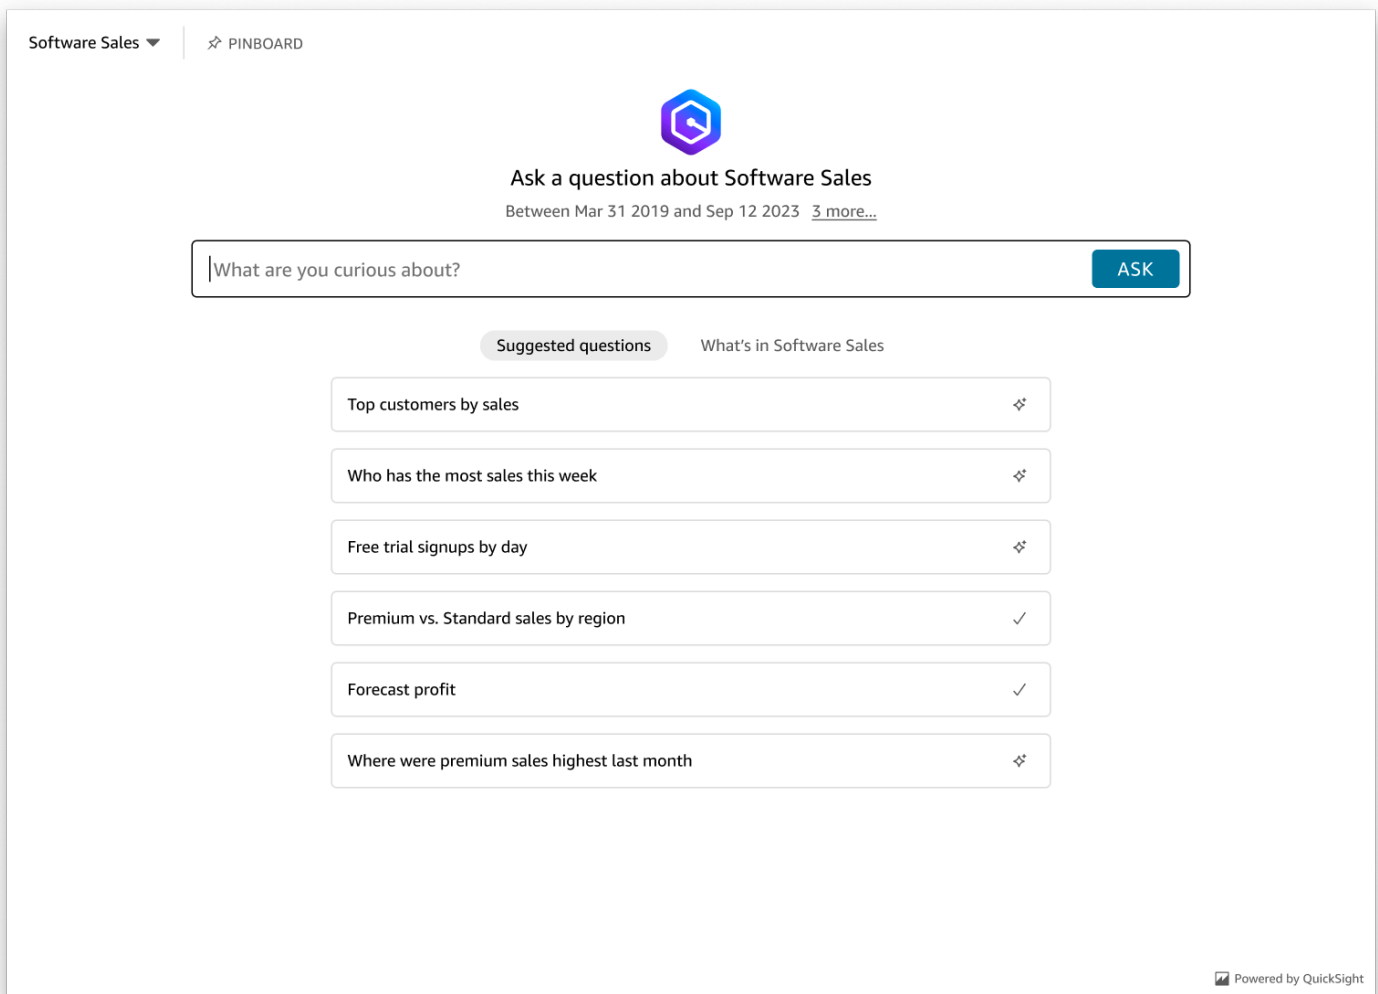 Software Sales
PINBOARD
Ask a question about Software Sales
Between Mar 31 2019 and Sep 12 2023 3 more...
What are you curious about?
ASK
Suggested questions
What's in Software Sales
Top customers by sales
Who has the most sales this week
Free trial signups by day
Premium vs. Standard sales by region
Forecast profit
Where were premium sales highest last month
Powered by QuickSight